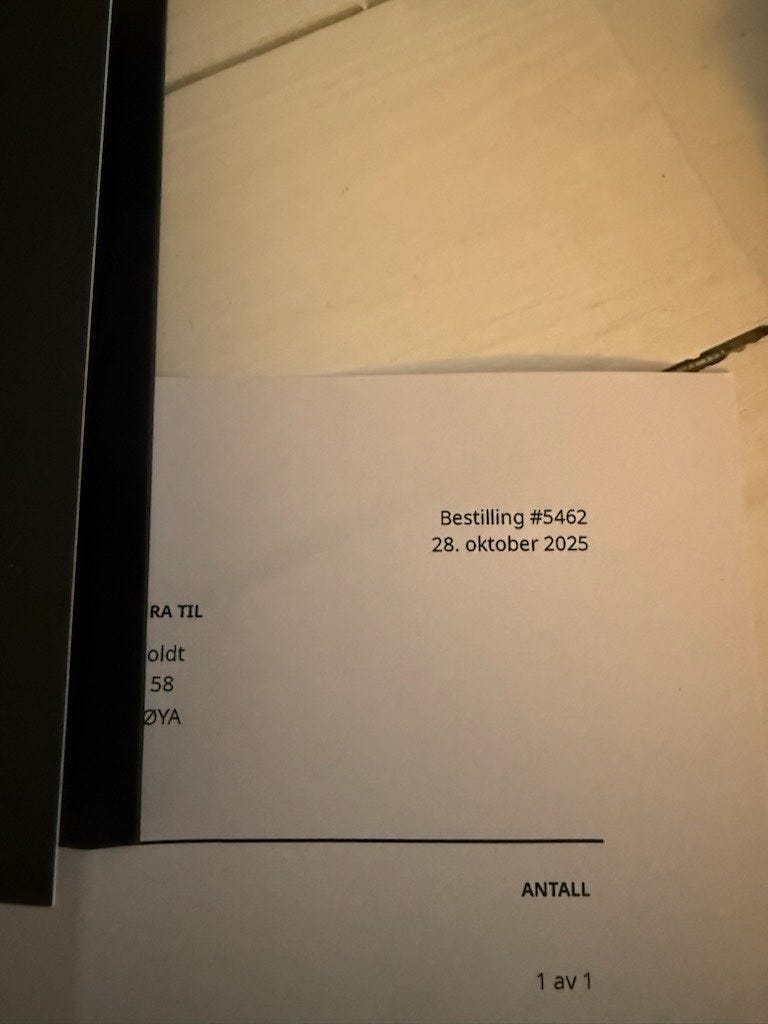 Bestilling #5462
28. oktober 2025
RA TIL
oldt
58
ØYA
ANTALL
1 av 1